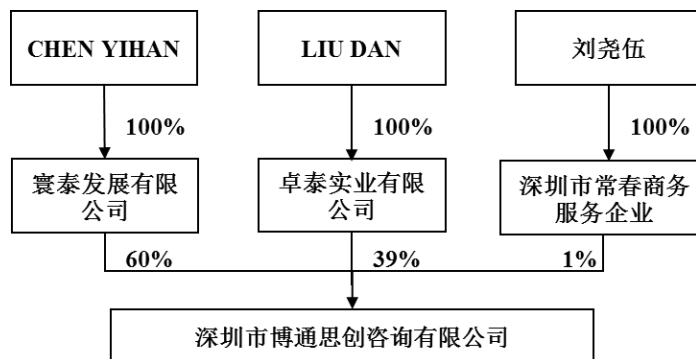 CHEN YIHAN
LIU DAN
刘尧伍
100%
100%
100%
寰泰发展有限
公司
卓泰实业有限
公司
深圳市常春商务
服务企业
60%
39%
1%
深圳市博通思创咨询有限公司